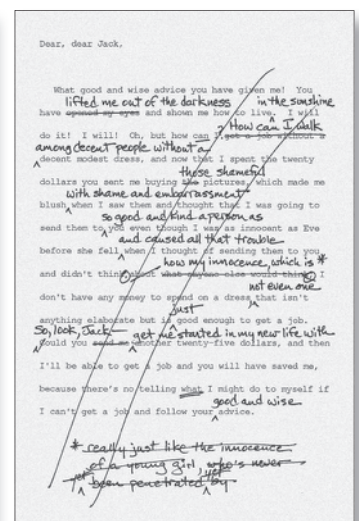 Dear, dear Jack,
What good and wise advice you have given me! You
lifted me out of the darkness in the sunshine
have opened my eyes and shown me how to live. I will
How can I walk
do it! I will! Oh, but how can I get a job without a
among decent people without a
decent modest dress, and now that I spent the twenty
those shameful
dollars you sent me buying the pictures, which made me
with shame and embarrassment
blush when I saw them and thought that I was going to
so good and kind a person as
send them to you even though I was as innocent as Eve
and caused all that trouble
before she fell when I thought of sending them to you
how my innocence, which is *
and didn't think about what anyone else would think, I
not even one
don't have any money to spend on a dress that isn't
just
anything elaborate but is good enough to get a job.
So, look, Jack— get me started in my new life with
Could you send me another twenty-five dollars, and then
I'll be able to get a job and you will have saved me,
because there's no telling what I might do to myself if
good and wise
I can't get a job and follow your advice.
* really just like the innocence
of a young girl, who's never
yet been penetrated yet by